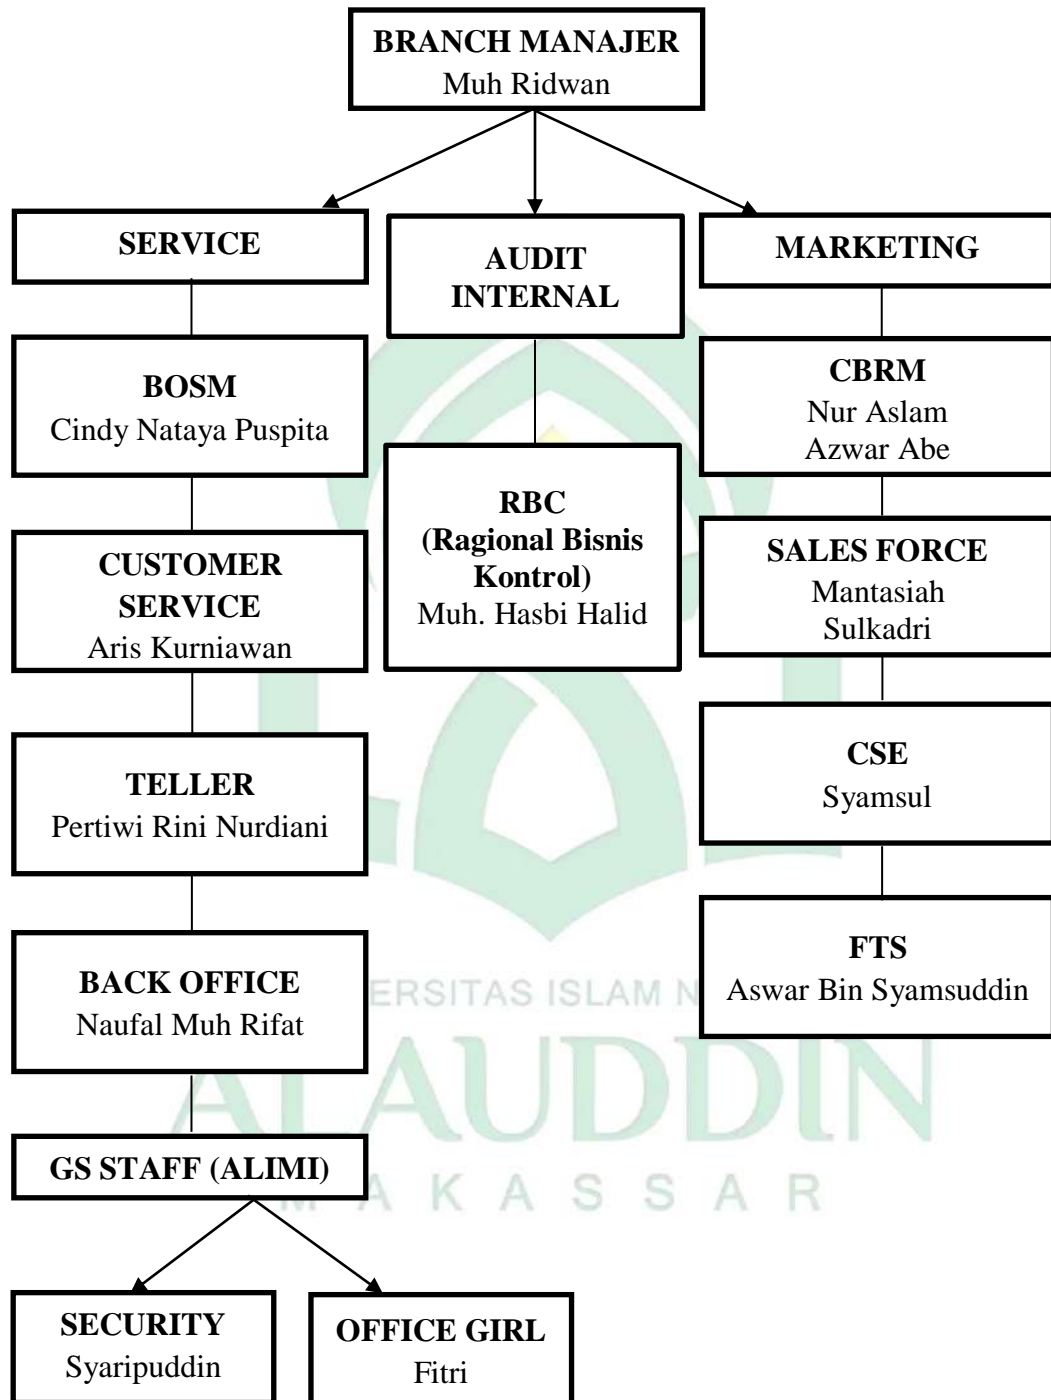 BRANCH MANAJER
Muh Ridwan
SERVICE
AUDIT
INTERNAL
MARKETING
BOSM
Cindy Nataya Puspita
CBRM
Nur Aslam
Azwar Abe
RBC
(Ragional Bisnis
Kontrol)
Muh. Hasbi Halid
CUSTOMER
SERVICE
Aris Kurniawan
SALES FORCE
Mantasiah
Sulkadri
TELLER
Pertiwi Rini Nurdiani
CSE
Syamsul
BACK OFFICE
Naufal Muh Rifat
FTS
Aswar Bin Syamsuddin
ERSITAS ISLAM N
ALAUDDIN
GS STAFF (ALIMI)
MAKASSAR
SECURITY
Syaripuddin
OFFICE GIRL
Fitri